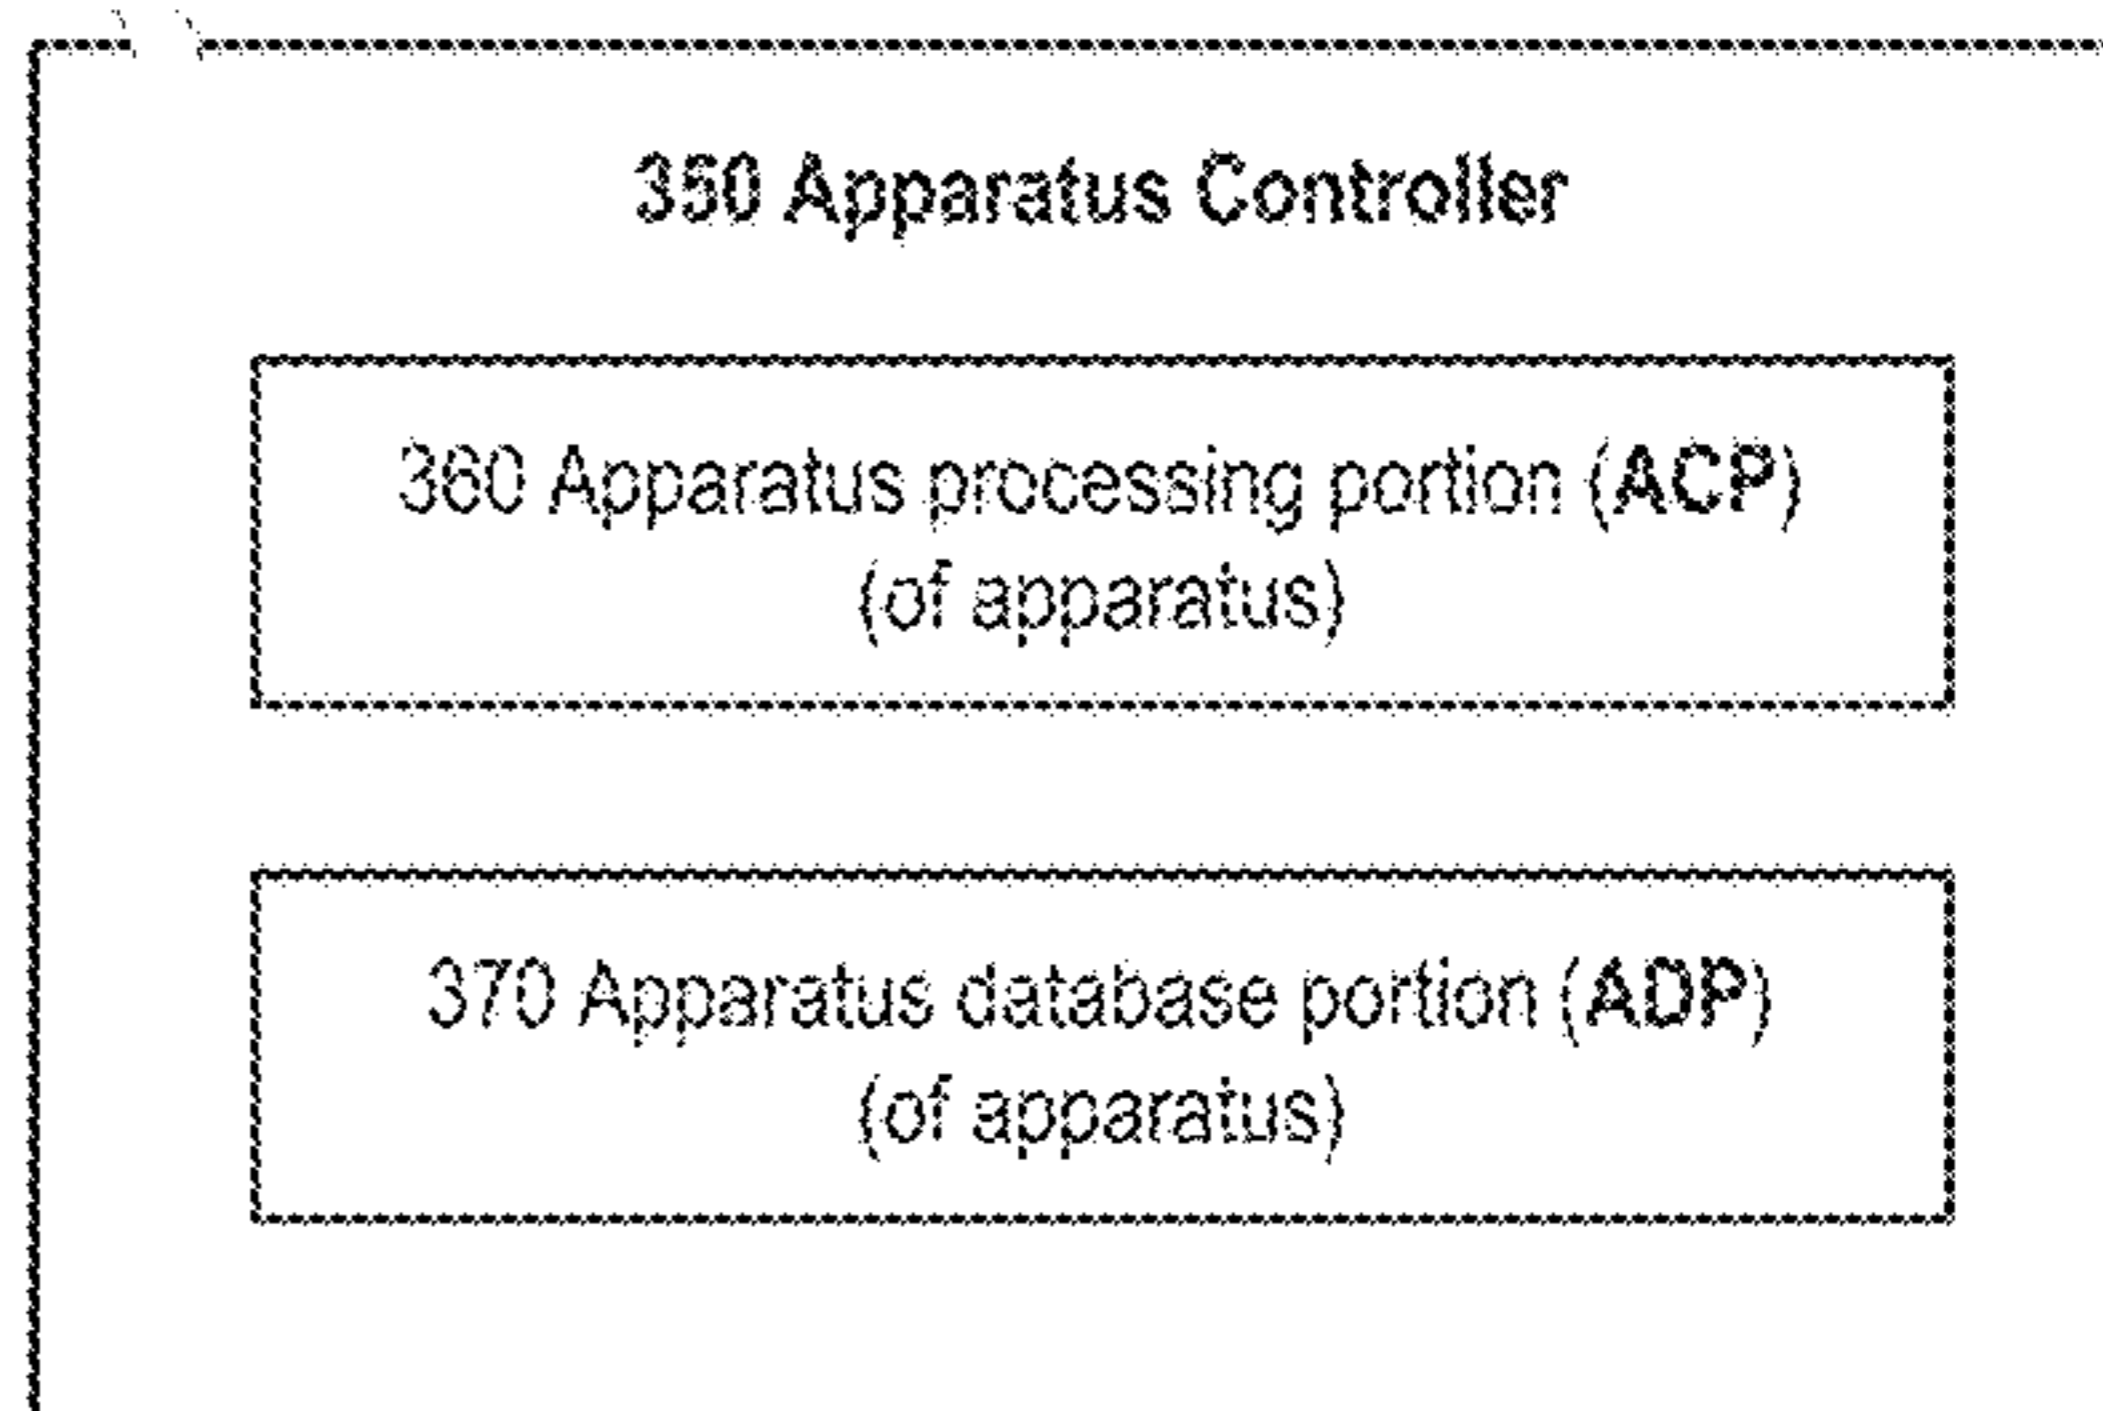 350 Apparatus Controller
360 Apparatus processing portion (ACP)
(of apparatus)
370 Apparatus database portion (ADP)
(of apparatus)